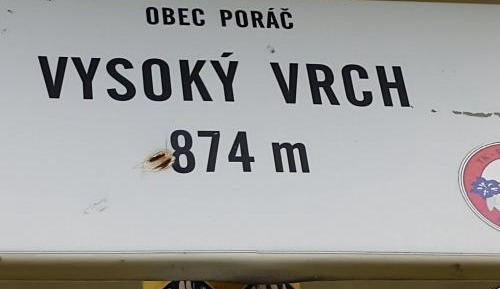 OBEC PORÁČ
VYSOKÝ VRCH
874 m